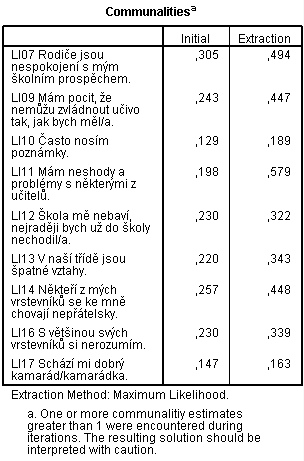 Communalitiesa
Initial Extraction
LI07 Rodiče jsou
nespokojení s mým
školním prospěchem. ,305 ,494
LI09 Mám pocit, že
nemůžu zvládnout učivo
tak, jak bych měl/a. ,243 ,447
LI10 Často nosím
poznámky. ,129 ,189
LI11 Mám neshody a
problémy s některými z
učitelů. ,198 ,579
LI12 Škola mě nebaví,
nejraději bych už do školy
nechodil/a. ,230 ,322
LI13 V naší třídě jsou
špatné vztahy. ,220 ,343
LI14 Někteří z mých
vrstevníků se ke mně
chovají nepřátelsky. ,257 ,448
LI16 S většinou svých
vrstevníků si nerozumím. ,230 ,339
LI17 Schází mi dobrý
kamarád/kamarádka. ,147 ,163
Extraction Method: Maximum Likelihood.
a. One or more communalitiy estimates
greater than 1 were encountered during
iterations. The resulting solution should be
interpreted with caution.